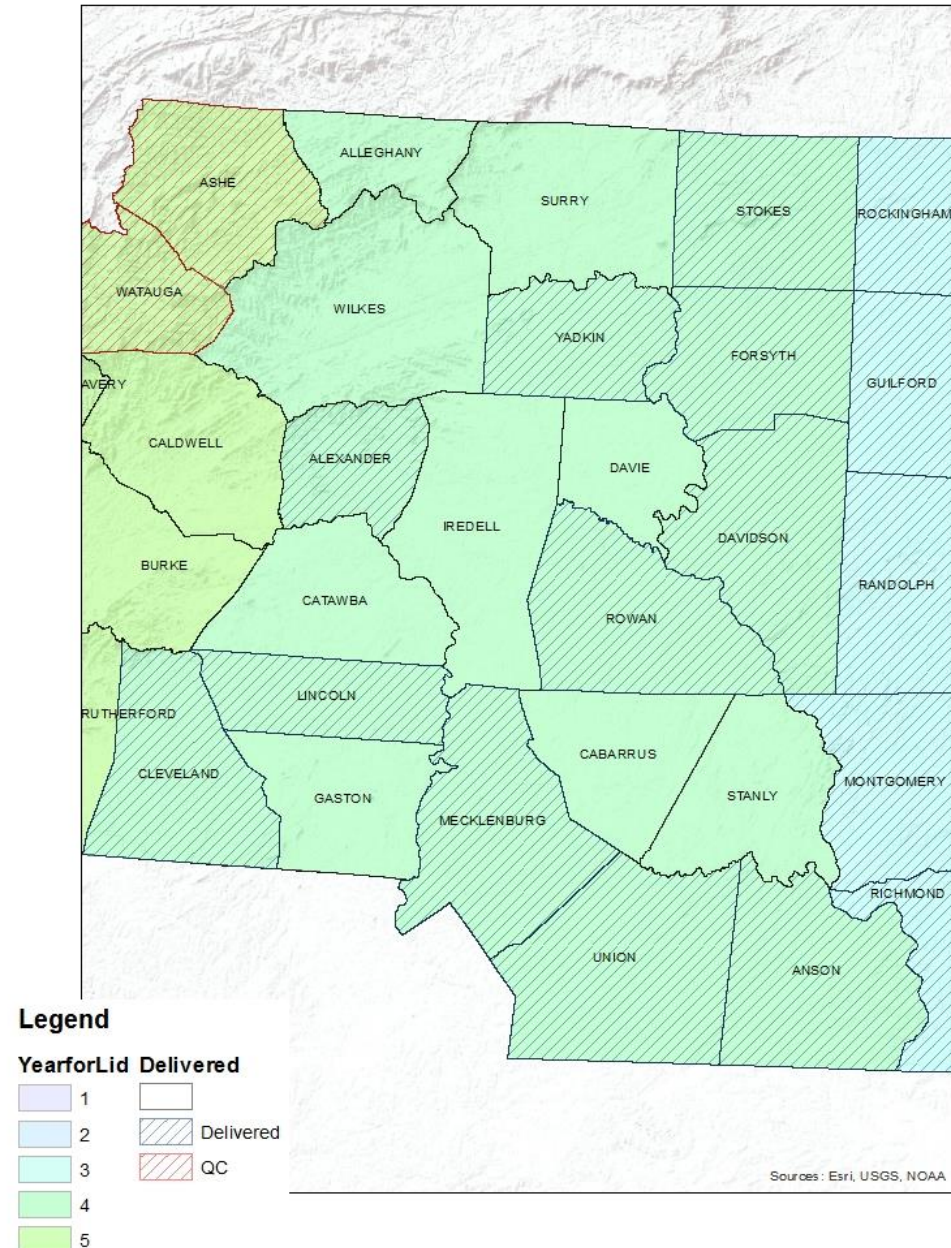 ALLEGHANY
ASHE
SURRY
STOKES
ROCKINGHAM
WATAUGA
WILKES
YADKIN
FORSYTH
GUILFORD
AVERY
CALDWELL
ALEXANDER
DAVIE
IREDELL
DAVIDSON
BURKE
RANDOLPH
CATAWBA
ROWAN
LINCOLN
RUTHERFORD
CABARRUS
CLEVELAND
MONTGOMERY
GASTON
STANLY
MECKLENBURG
RICHMOND
UNION
ANSON
Legend
YearforLid Delivered
1
2 Delivered
3 QC
4
5
Sources: Esri, USGS, NOAA